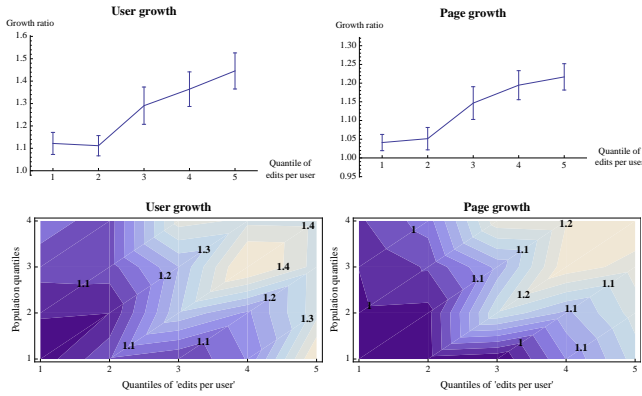 User growth
Growth ratio
1.6
1.5
1.4
1.3
1.2
1.1
1.0
1 2 3 4 5
Quantile of
edits per user
Page growth
Growth ratio
1.30
1.25
1.20
1.15
1.10
1.05
1.00
0.95
1 2 3 4 5
Quantile of
edits per user
User growth
Population quantiles
4
3
2
1
1.4
1.3
1.4
1.1
1.2
1.2
1.3
1.1
1.1
1 2 3 4 5
Quantiles of 'edits per user'
Page growth
Population quantiles
4
3
2
1
1.2
1
1.1
1.1
1.1
1.2
1
1.1
1
1.1
1.1
1 2 3 4 5
Quantiles of 'edits per user'